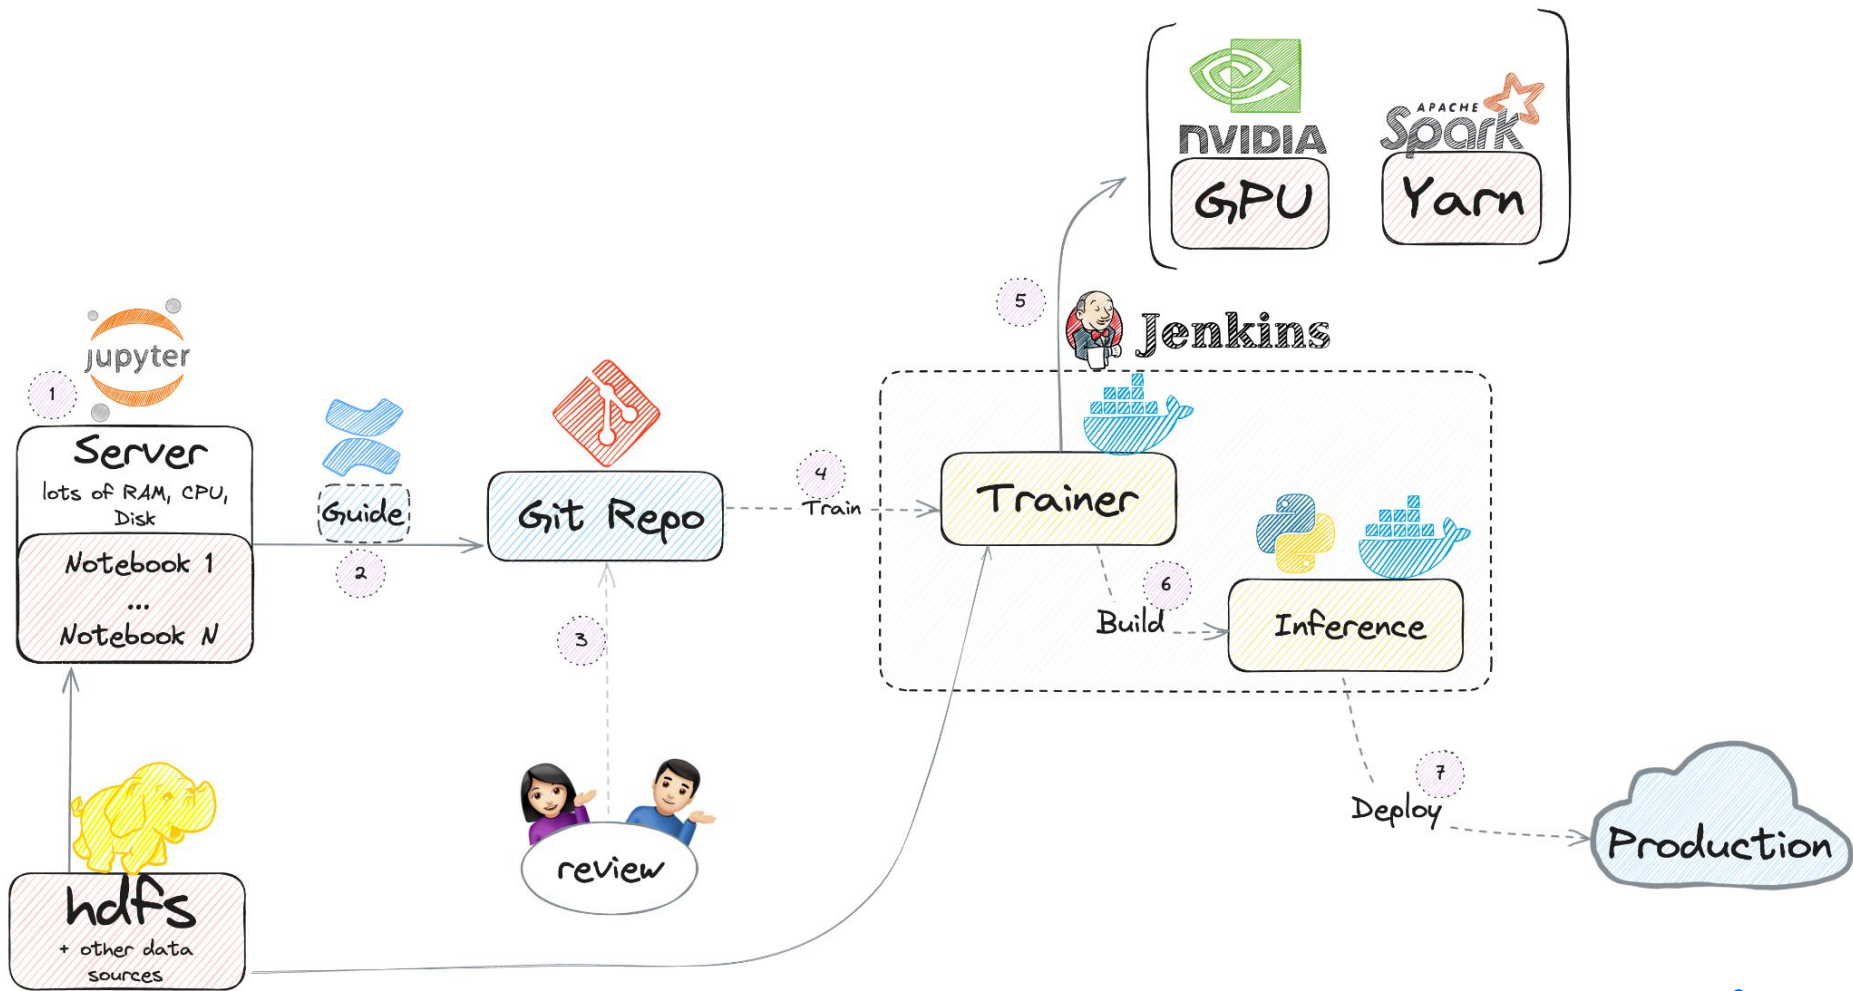 NVIDIA
GPU
APACHE
Spark
Yarn
5
Jenkins
jupyter
1
Server
lots of RAM, CPU,
Disk
Notebook 1
...
Notebook N
Guide
2
Git Repo
4
Train
Trainer
3
6
Build
Inference
review
7
Deploy
Production
hdfs
+ other data
sources